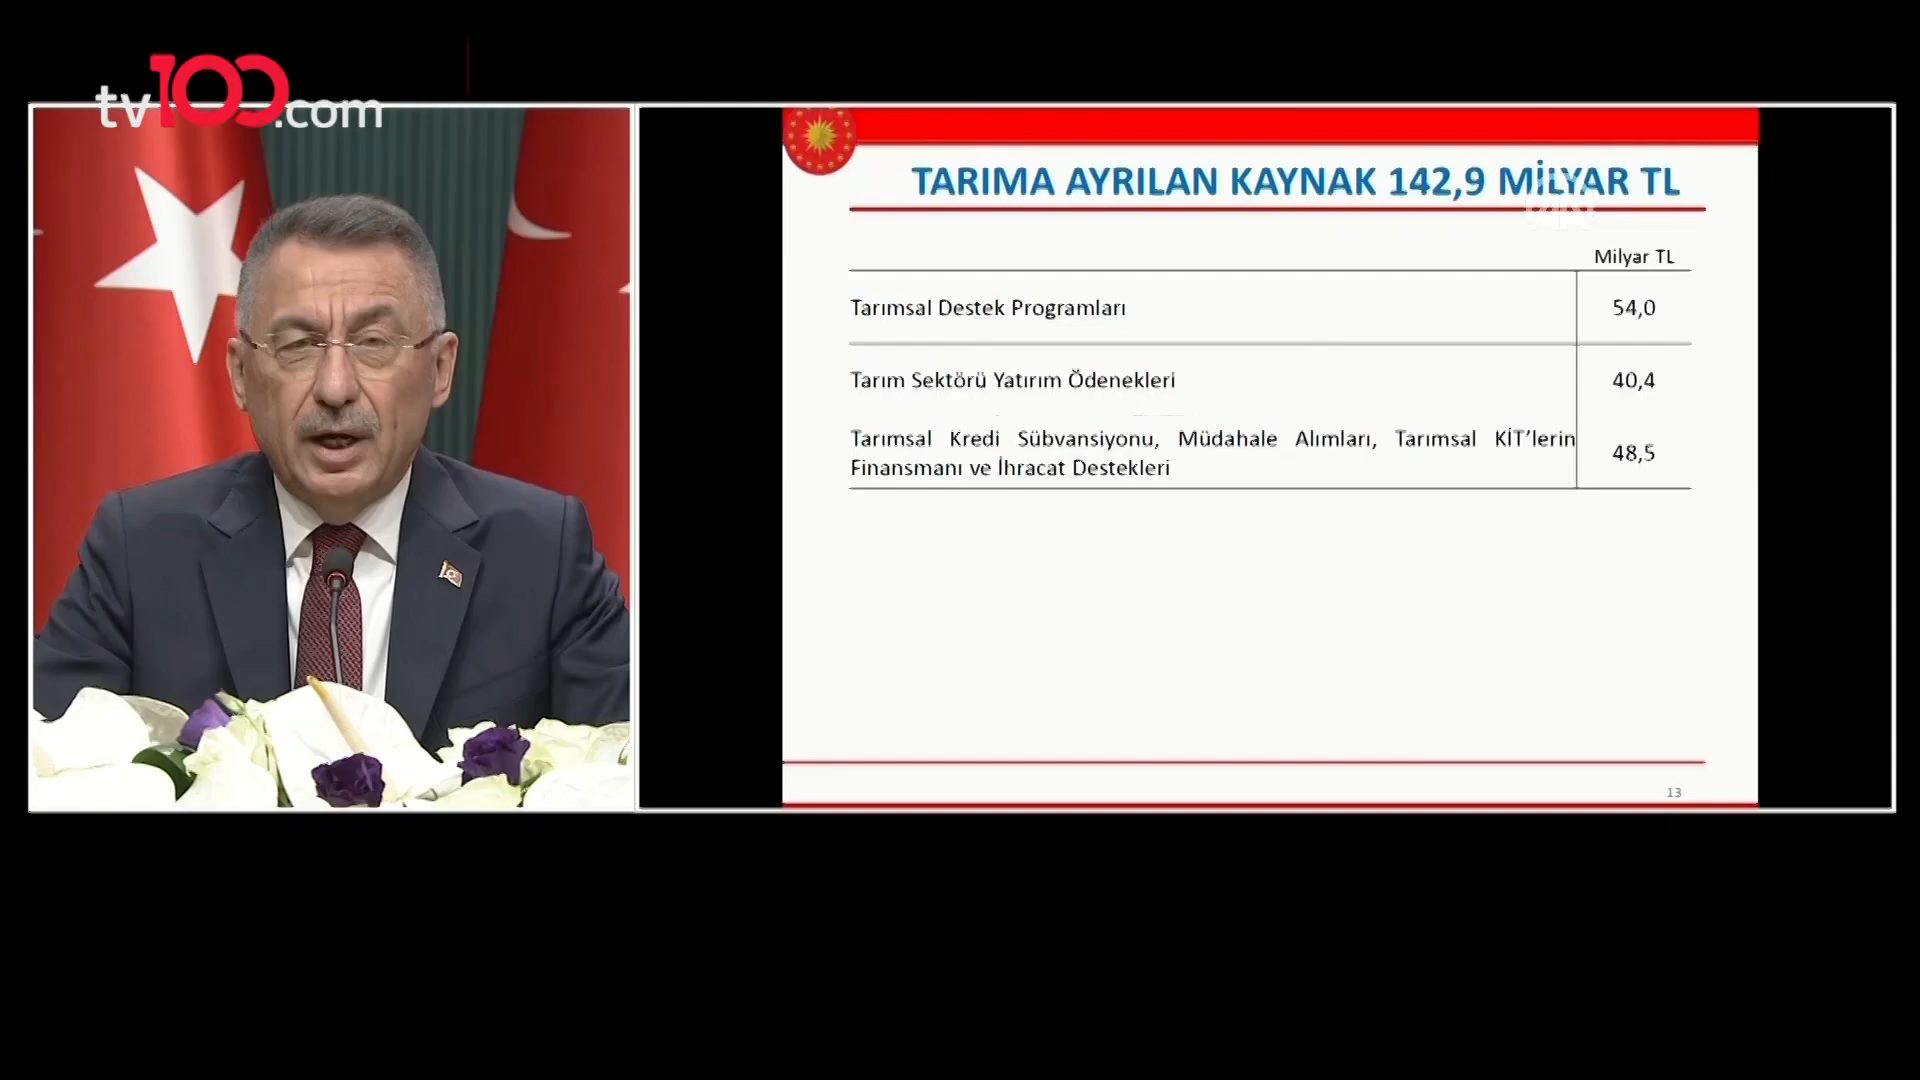 tv100.com
TARIMA AYRILAN KAYNAK 142,9 MİLYAR TL
Milyar TL
Tarımsal Destek Programları 54,0
Tarım Sektörü Yatırım Ödenekleri 40,4
Tarımsal Kredi Sübvansiyonu, Müdahale Alımları, Tarımsal KİT’lerin
Finansmanı ve İhracat Destekleri 48,5
13